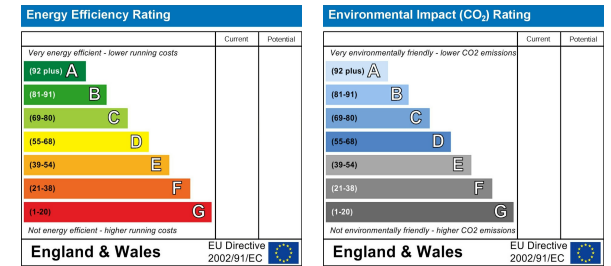 Energy Efficiency Rating
Current Potential
Very energy efficient - lower running costs
(92 plus) A
(81-91) B
(69-80) C
(55-68) D
(39-54) E
(21-38) F
(1-20) G
Not energy efficient - higher running costs
England & Wales
EU Directive
2002/91/EC
Environmental Impact (CO₂) Rating
Current Potential
Very environmentally friendly - lower CO2 emissions
(92 plus) A
(81-91) B
(69-80) C
(55-68) D
(39-54) E
(21-38) F
(1-20) G
Not environmentally friendly - higher CO2 emissions
England & Wales
EU Directive
2002/91/EC